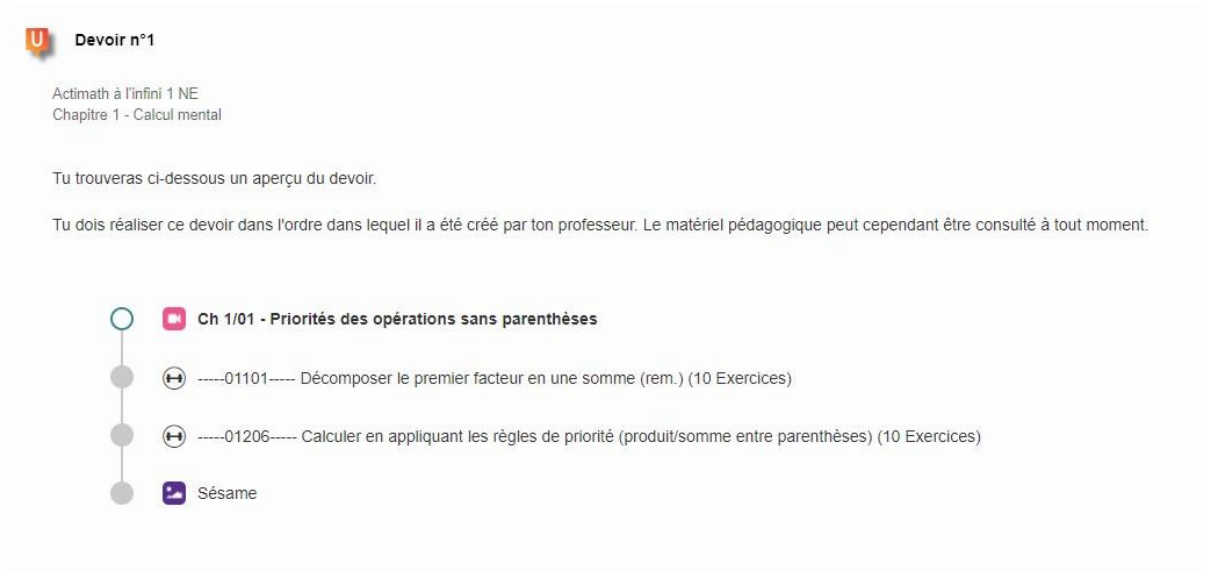 U Devoir n°1
Actimath à l'infini 1 NE
Chapitre 1 - Calcul mental
Tu trouveras ci-dessous un aperçu du devoir.
Tu dois réaliser ce devoir dans l'ordre dans lequel il a été créé par ton professeur. Le matériel pédagogique peut cependant être consulté à tout moment.
Ch 1/01 - Priorités des opérations sans parenthèses
-----01101----- Décomposer le premier facteur en une somme (rem.) (10 Exercices)
-----01206----- Calculer en appliquant les règles de priorité (produit/somme entre parenthèses) (10 Exercices)
Sésame